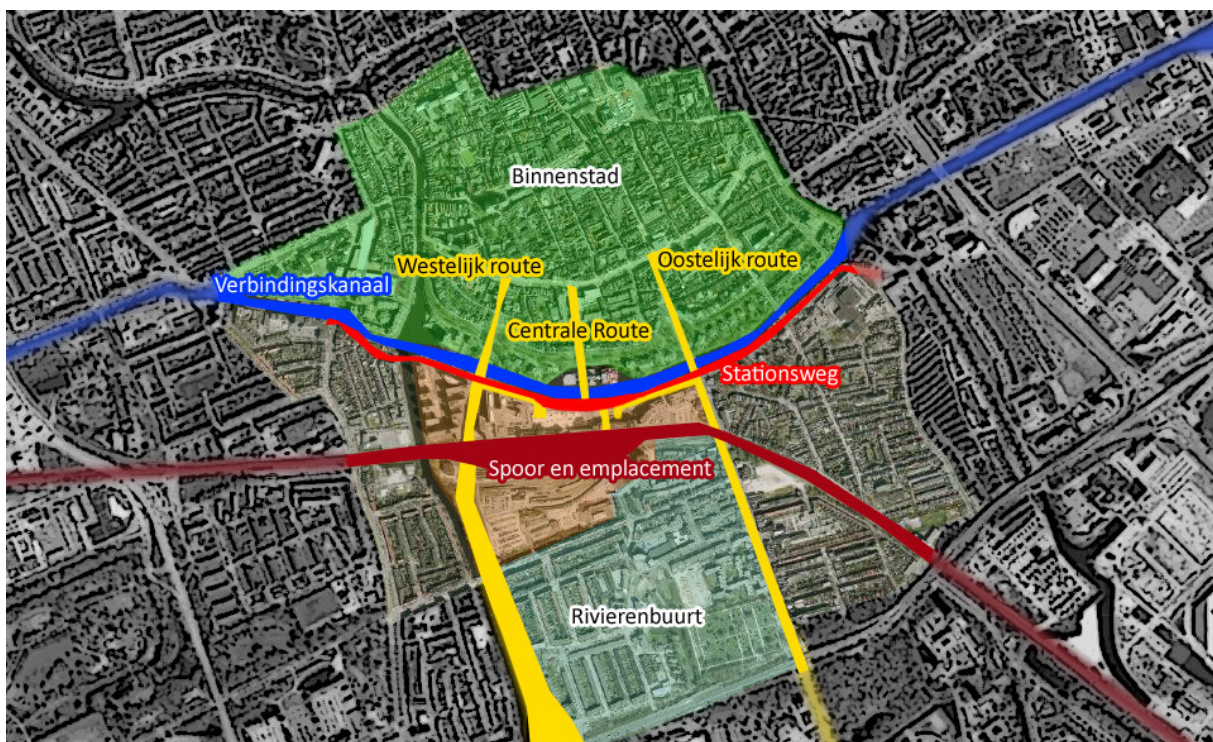 Binnenstad
Westelijk route
Oostelijk route
Verbindingskanaal
Centrale Route
Stationsweg
Spoor en emplacement
Rivierenbuurt